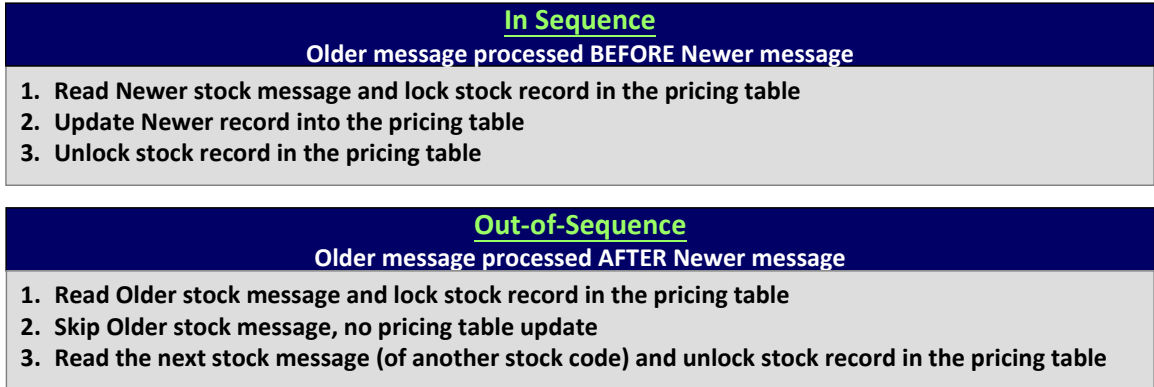 In Sequence
Older message processed BEFORE Newer message
1. Read Newer stock message and lock stock record in the pricing table
2. Update Newer record into the pricing table
3. Unlock stock record in the pricing table
Out-of-Sequence
Older message processed AFTER Newer message
1. Read Older stock message and lock stock record in the pricing table
2. Skip Older stock message, no pricing table update
3. Read the next stock message (of another stock code) and unlock stock record in the pricing table